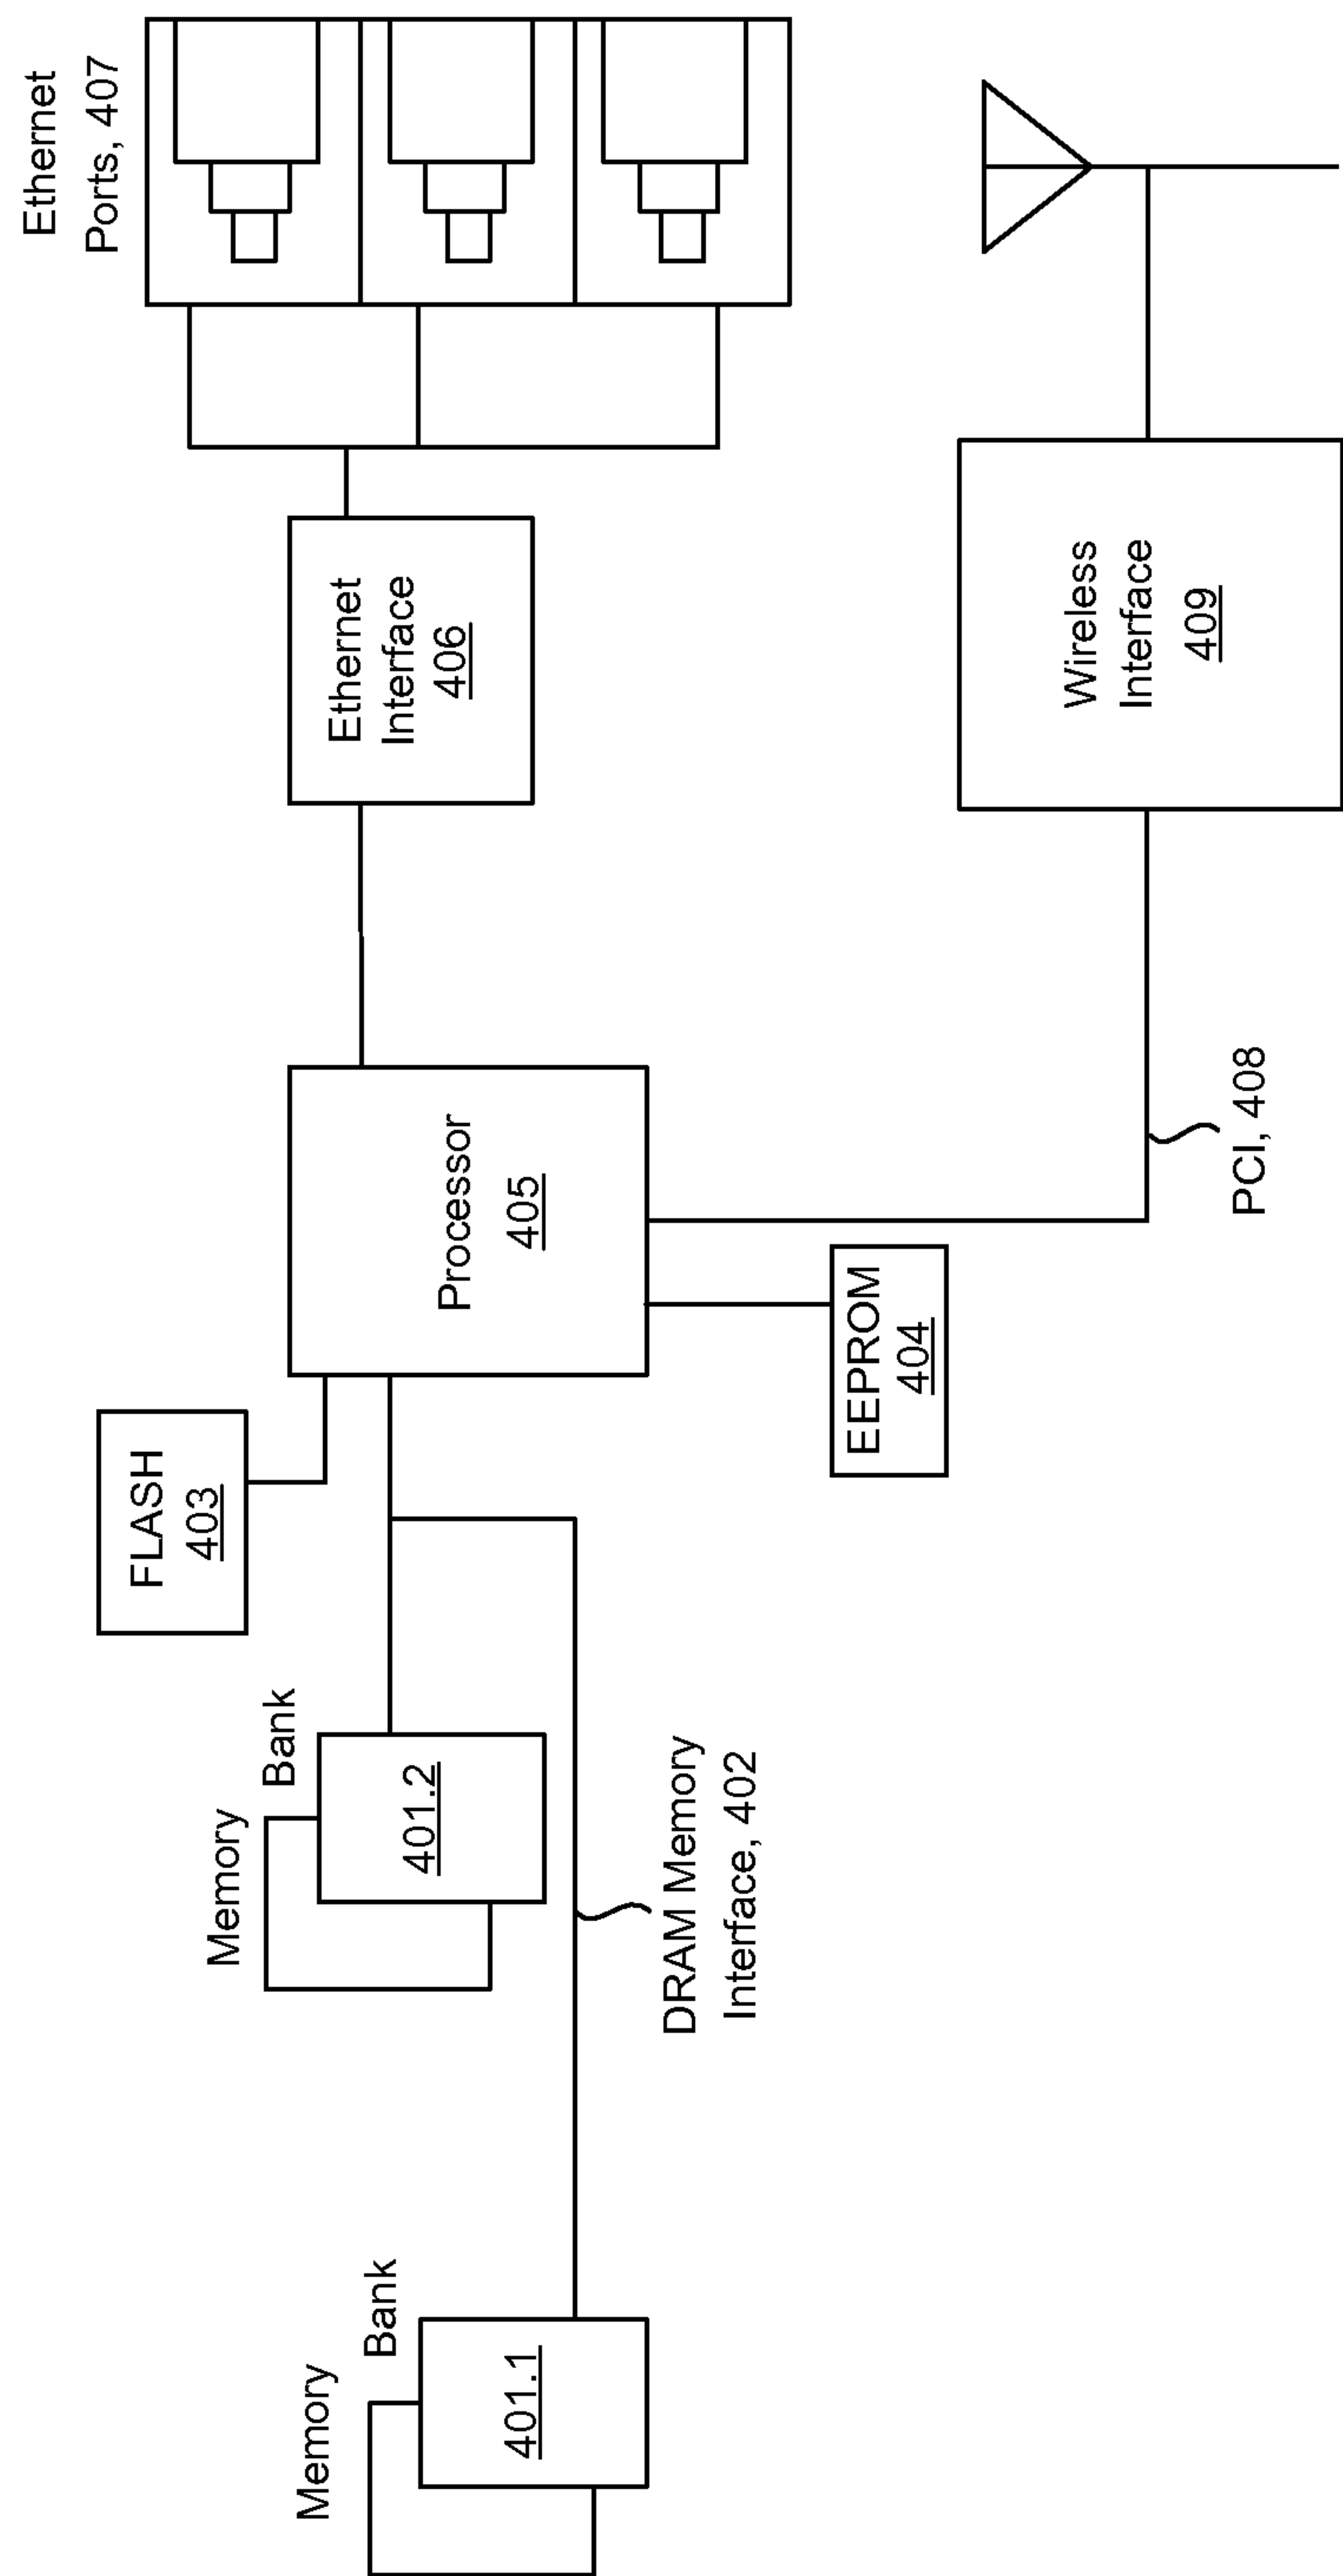 Memory
Bank
401.1
Memory
Bank
401.2
DRAM Memory
Interface, 402
FLASH
403
EEPROM
404
Processor
405
PCI, 408
Ethernet
Interface
406
Wireless
Interface
409
Ethernet
Ports, 407